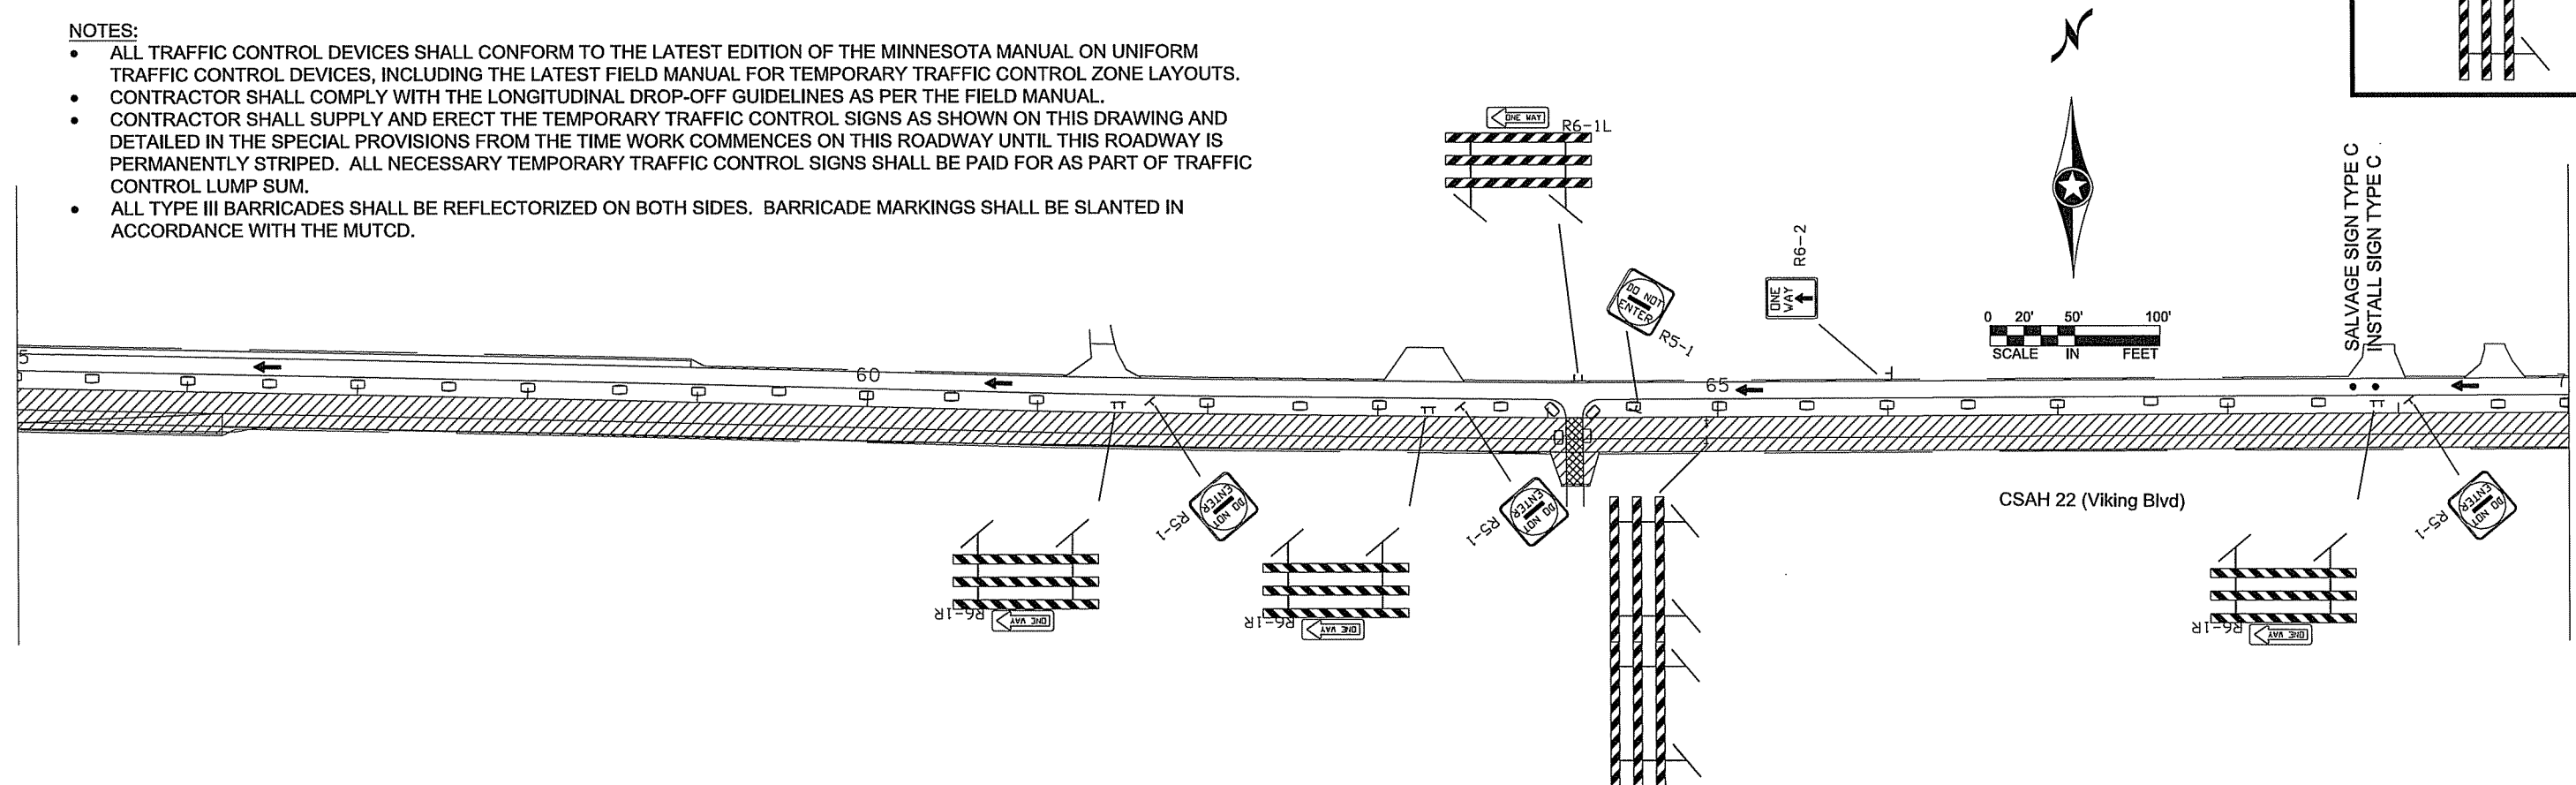 NOTES:
• ALL TRAFFIC CONTROL DEVICES SHALL CONFORM TO THE LATEST EDITION OF THE MINNESOTA MANUAL ON UNIFORM
TRAFFIC CONTROL DEVICES, INCLUDING THE LATEST FIELD MANUAL FOR TEMPORARY TRAFFIC CONTROL ZONE LAYOUTS.
• CONTRACTOR SHALL COMPLY WITH THE LONGITUDINAL DROP-OFF GUIDELINES AS PER THE FIELD MANUAL.
• CONTRACTOR SHALL SUPPLY AND ERECT THE TEMPORARY TRAFFIC CONTROL SIGNS AS SHOWN ON THIS DRAWING AND
DETAILED IN THE SPECIAL PROVISIONS FROM THE TIME WORK COMMENCES ON THIS ROADWAY UNTIL THIS ROADWAY IS
PERMANENTLY STRIPED. ALL NECESSARY TEMPORARY TRAFFIC CONTROL SIGNS SHALL BE PAID FOR AS PART OF TRAFFIC
CONTROL LUMP SUM.
• ALL TYPE III BARRICADES SHALL BE REFLECTORIZED ON BOTH SIDES. BARRICADE MARKINGS SHALL BE SLANTED IN
ACCORDANCE WITH THE MUTCD.
N
ONE WAY
R6-1L
DO NOT
ENTER
R5-1
R6-2
ONE
WAY
0 20' 50' 100'
SCALE IN FEET
SALVAGE SIGN TYPE C
INSTALL SIGN TYPE C
5
60
65
7
CSAH 22 (Viking Blvd)
DO NOT
ENTER
R5-1
DO NOT
ENTER
R5-1
DO NOT
ENTER
R5-1
R6-1R
ONE WAY
R6-1R
ONE WAY
R6-1R
ONE WAY